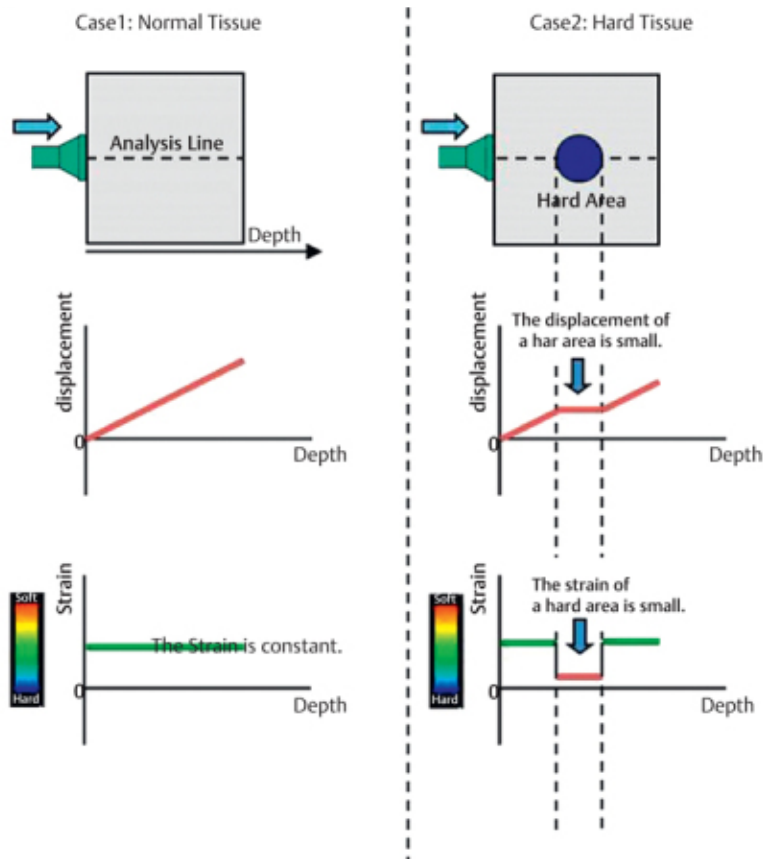 Case1: Normal Tissue
Analysis Line
Depth
displacement
0
Depth
Strain
Soft
Hard
The Strain is constant.
0
Depth
Case2: Hard Tissue
Hard Area
displacement
The displacement of
a har area is small.
0
Depth
Strain
Soft
Hard
The strain of
a hard area is small.
0
Depth